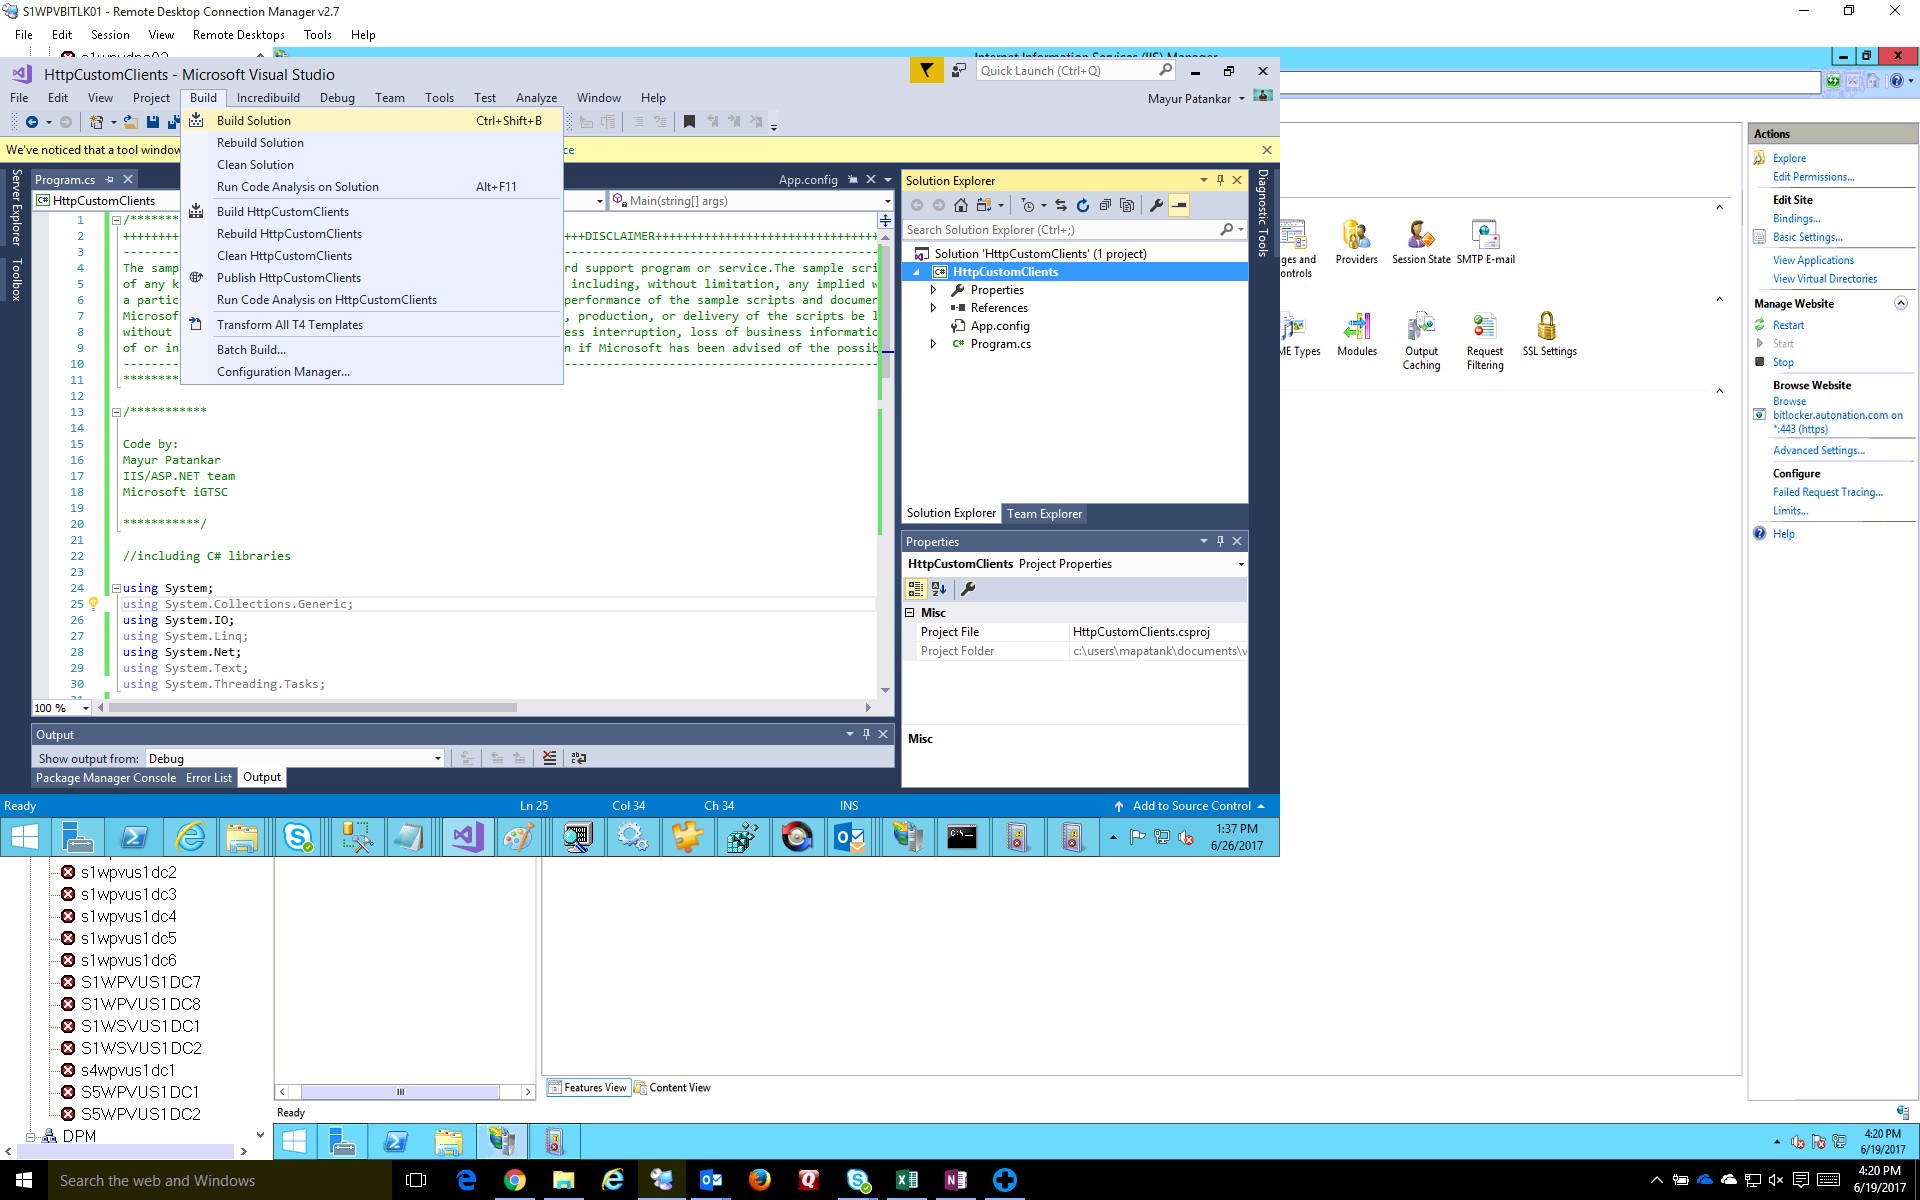 S1WPVBITLK01 - Remote Desktop Connection Manager v2.7
File Edit Session View Remote Desktops Tools Help
Internet Information Services (IIS) Manager
HttpCustomClients - Microsoft Visual Studio
Quick Launch (Ctrl+Q)
File Edit View Project Build Incredibuild Debug Team Tools Test Analyze Window Help
Mayur Patankar
Build Solution Ctrl+Shift+B
Rebuild Solution
Clean Solution
Run Code Analysis on Solution Alt+F11
Build HttpCustomClients
Rebuild HttpCustomClients
Clean HttpCustomClients
Publish HttpCustomClients
Run Code Analysis on HttpCustomClients
Transform All T4 Templates
Batch Build...
Configuration Manager...
We've noticed that a tool window
Server Explorer
Toolbox
Program.cs
App.config
HttpCustomClients
Main(string[] args)
1 /********
2 ++++++++ +++DISCLAIMER++++++++++++++++++++++++++++++++
3 --------
4 The samp rd support program or service.The sample scri
5 of any k including, without limitation, any implied w
6 a partic performance of the sample scripts and documen
7 Microsof , production, or delivery of the scripts be l
8 without ess interruption, loss of business informatio
9 of or in n if Microsoft has been advised of the possib
10 --------
11 ********
12
13 /***********
14
15 Code by:
16 Mayur Patankar
17 IIS/ASP.NET team
18 Microsoft iGTSC
19
20 ***********/
21
22 //including C# libraries
23
24 using System;
25 using System.Collections.Generic;
26 using System.IO;
27 using System.Linq;
28 using System.Net;
29 using System.Text;
30 using System.Threading.Tasks;
100 %
Output
Show output from: Debug
Package Manager Console Error List Output
Ready Ln 25 Col 34 Ch 34 INS Add to Source Control
Solution Explorer
Search Solution Explorer (Ctrl+;)
Solution 'HttpCustomClients' (1 project)
HttpCustomClients
Properties
References
App.config
Program.cs
Solution Explorer Team Explorer
Properties
HttpCustomClients Project Properties
Misc
Project File HttpCustomClients.csproj
Project Folder c:\users\mapatank\documents\v
Misc
Diagnostic Tools
1:37 PM
6/26/2017
Providers Session State SMTP E-mail
Modules
Output
Caching
Request
Filtering
SSL Settings
Actions
Explore
Edit Permissions...
Edit Site
Bindings...
Basic Settings...
View Applications
View Virtual Directories
Manage Website
Restart
Start
Stop
Browse Website
Browse
bitlocker.autonation.com on
*:443 (https)
Advanced Settings...
Configure
Failed Request Tracing...
Limits...
Help
s1wpvus1dc2
s1wpvus1dc3
s1wpvus1dc4
s1wpvus1dc5
s1wpvus1dc6
S1WPVUS1DC7
S1WPVUS1DC8
S1WSVUS1DC1
S1WSVUS1DC2
s4wpvus1dc1
S5WPVUS1DC1
S5WPVUS1DC2
DPM
Features View Content View
Ready
4:20 PM
6/19/2017
Search the web and Windows
4:20 PM
6/19/2017